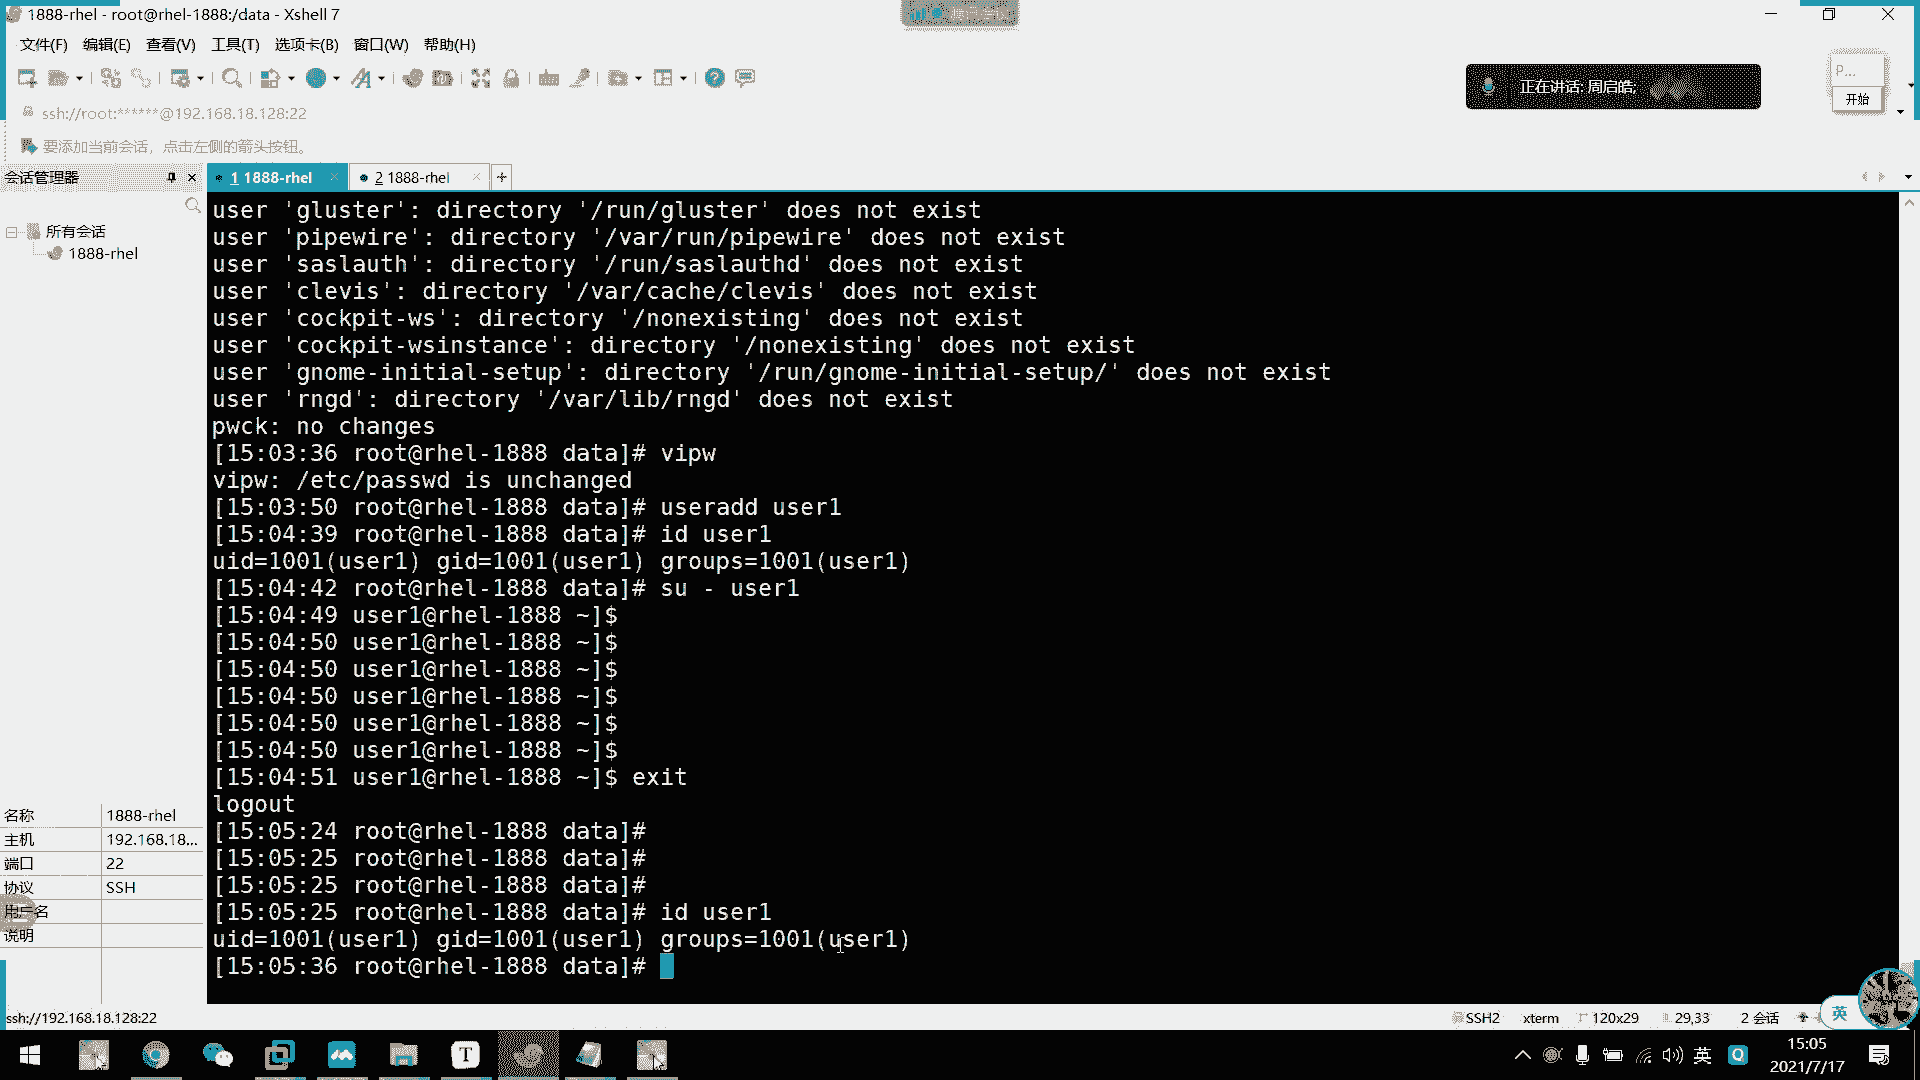 1888-rhel - root@rhel-1888:/data - Xshell 7
文件(F) 编辑(E) 查看(V) 工具(T) 选项卡(B) 窗口(W) 帮助(H)
正在讲话: 周启皓;
P...
开始
ssh://root:******@192.168.18.128:22
要添加当前会话，点击左侧的箭头按钮。
会话管理器
1 1888-rhel
2 1888-rhel
所有会话
1888-rhel
user 'gluster': directory '/run/gluster' does not exist
user 'pipewire': directory '/var/run/pipewire' does not exist
user 'saslauth': directory '/run/saslauthd' does not exist
user 'clevis': directory '/var/cache/clevis' does not exist
user 'cockpit-ws': directory '/nonexisting' does not exist
user 'cockpit-wsinstance': directory '/nonexisting' does not exist
user 'gnome-initial-setup': directory '/run/gnome-initial-setup/' does not exist
user 'rngd': directory '/var/lib/rngd' does not exist
pwck: no changes
[15:03:36 root@rhel-1888 data]# vipw
vipw: /etc/passwd is unchanged
[15:03:50 root@rhel-1888 data]# useradd user1
[15:04:39 root@rhel-1888 data]# id user1
uid=1001(user1) gid=1001(user1) groups=1001(user1)
[15:04:42 root@rhel-1888 data]# su - user1
[15:04:49 user1@rhel-1888 ~]$
[15:04:50 user1@rhel-1888 ~]$
[15:04:50 user1@rhel-1888 ~]$
[15:04:50 user1@rhel-1888 ~]$
[15:04:50 user1@rhel-1888 ~]$
[15:04:50 user1@rhel-1888 ~]$
[15:04:51 user1@rhel-1888 ~]$ exit
logout
[15:05:24 root@rhel-1888 data]#
[15:05:25 root@rhel-1888 data]#
[15:05:25 root@rhel-1888 data]#
[15:05:25 root@rhel-1888 data]# id user1
uid=1001(user1) gid=1001(user1) groups=1001(user1)
[15:05:36 root@rhel-1888 data]#
名称 1888-rhel
主机 192.168.18...
端口 22
协议 SSH
用户名
说明
ssh://192.168.18.128:22
SSH2 xterm 120x29 29,33 2 会话
英
T
英
15:05
2021/7/17